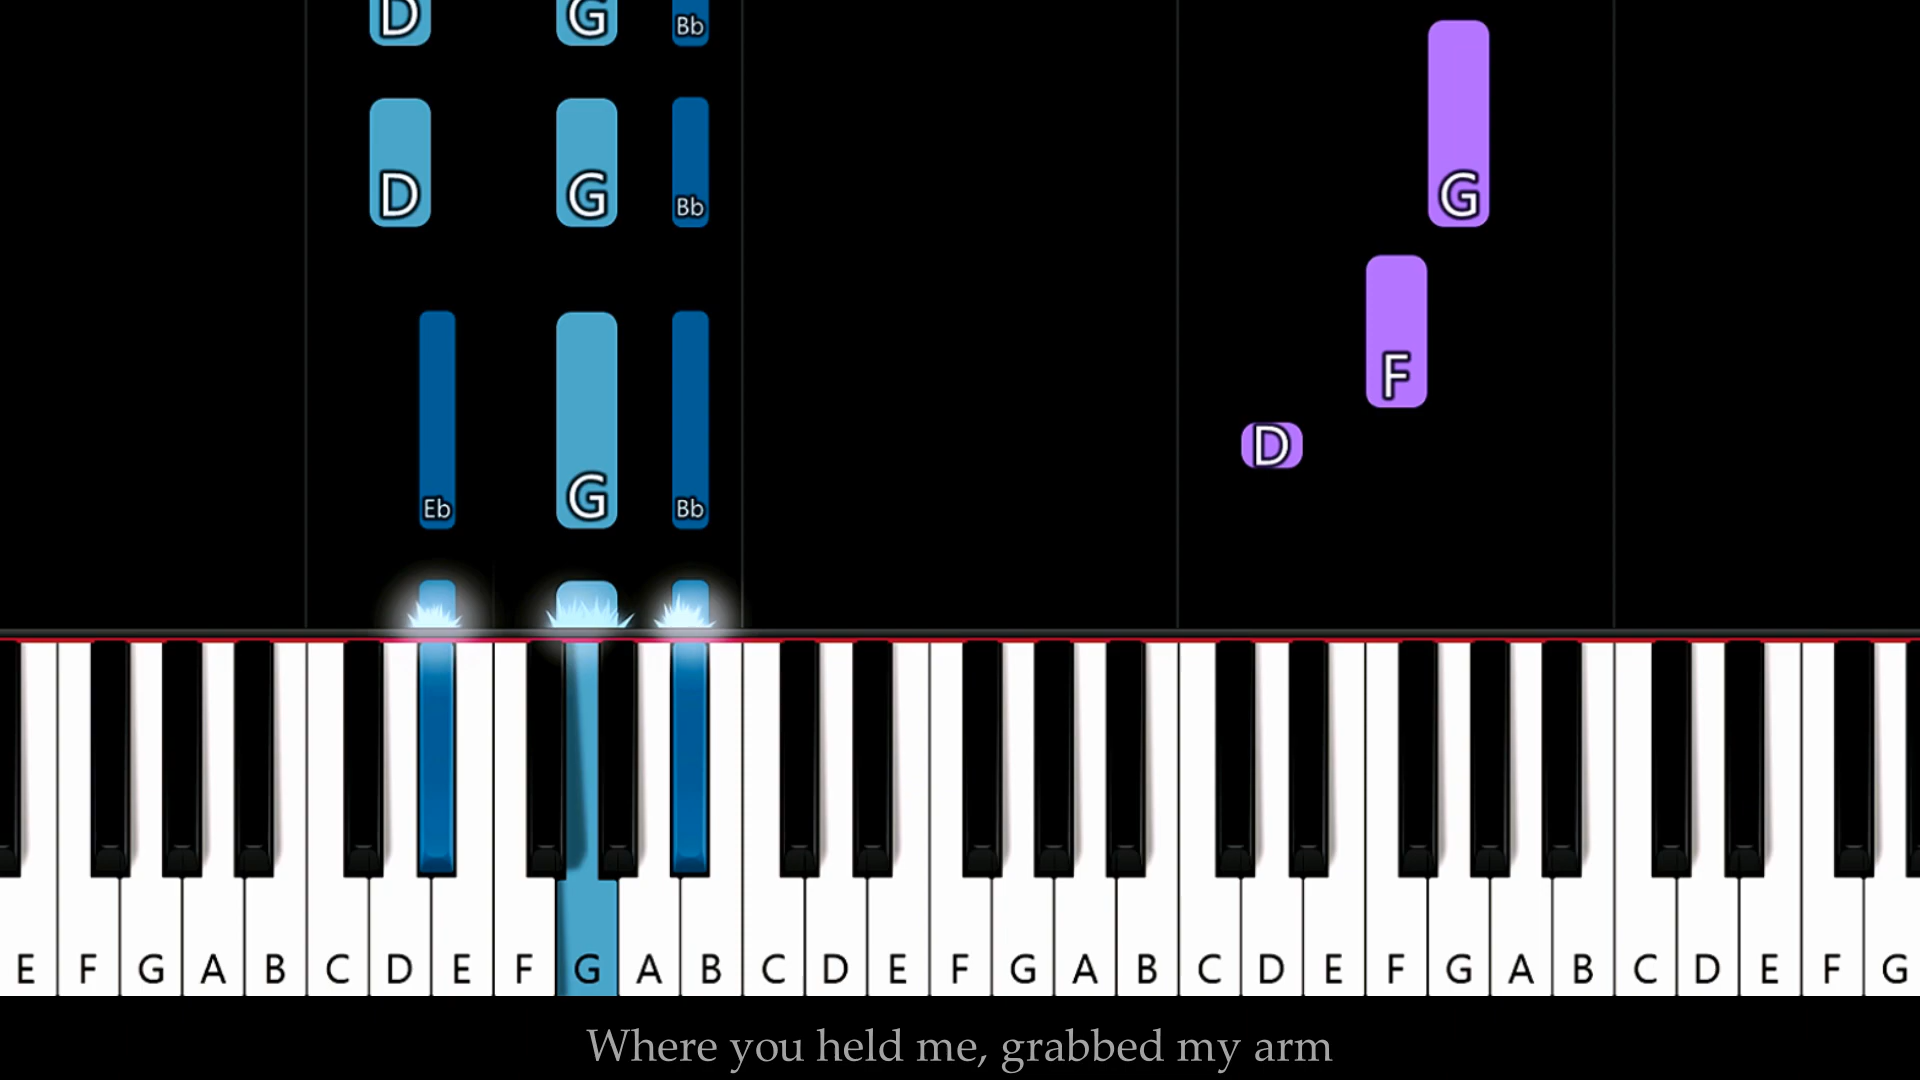 D G Bb
D G Bb G
F
D
Eb G Bb
E F G A B C D E F G A B C D E F G A B C D E F G A B C D E F G
Where you held me, grabbed my arm